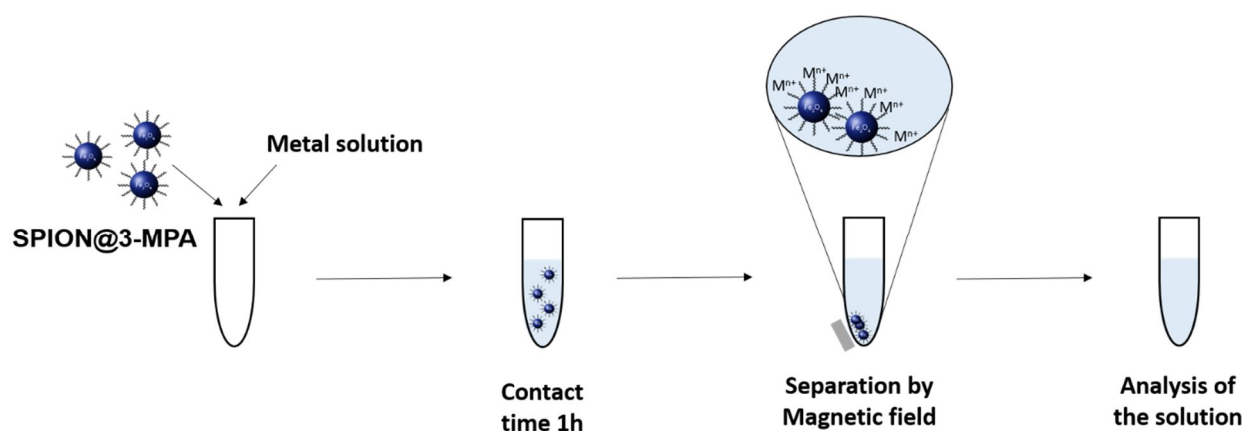 Metal solution
SPION@3-MPA
Contact
time 1h
Mⁿ⁺
Mⁿ⁺
Mⁿ⁺
Mⁿ⁺
Mⁿ⁺
Mⁿ⁺
Mⁿ⁺
Separation by
Magnetic field
Analysis of
the solution